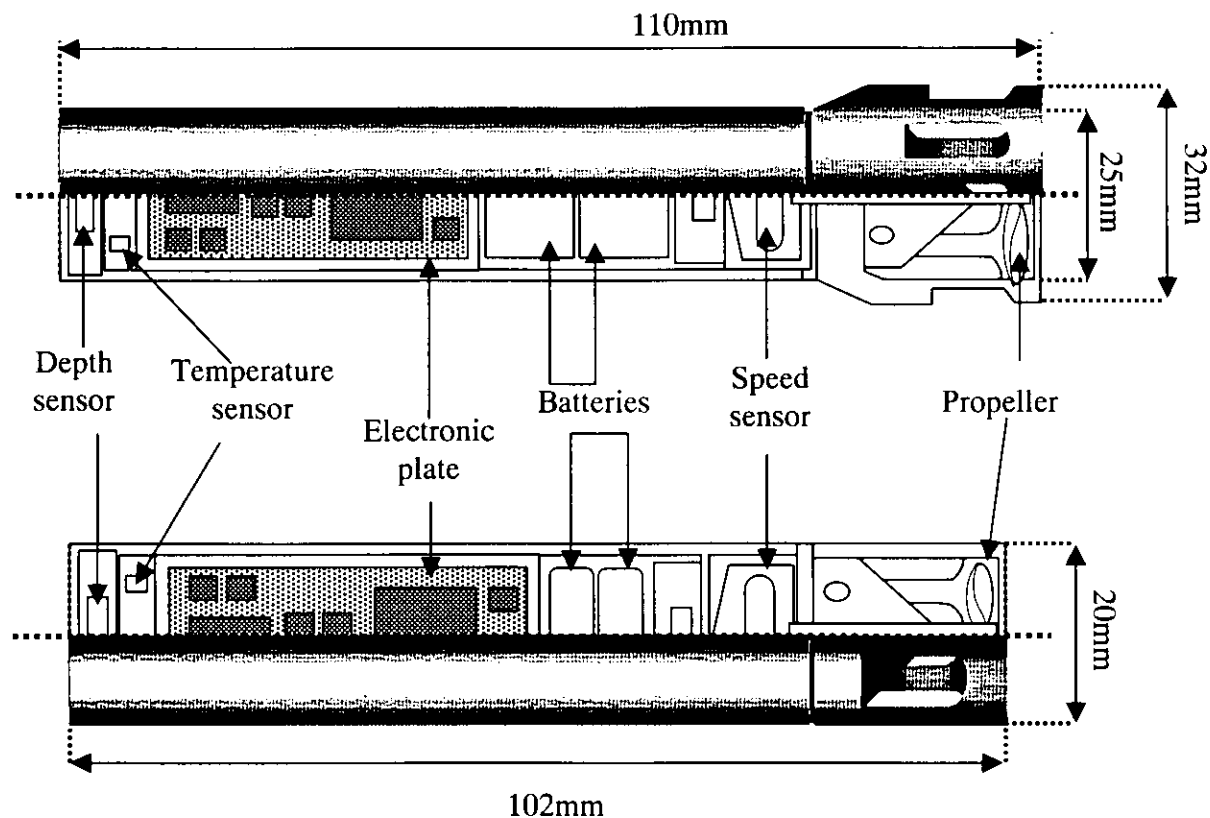 110mm
32mm
25mm
Depth
sensor
Temperature
sensor
Electronic
plate
Batteries
Speed
sensor
Propeller
20mm
102mm